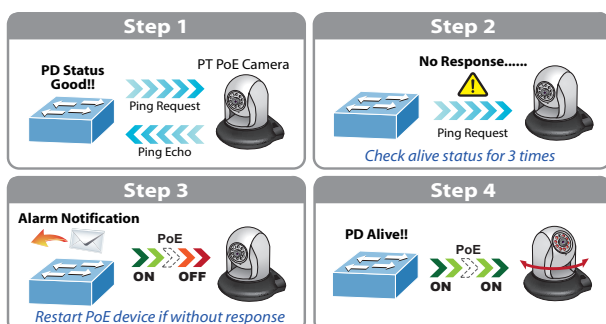 Step 1
PD Status
Good!!
PT PoE Camera
Ping Request
Ping Echo
Step 2
No Response......
!
Ping Request
Check alive status for 3 times
Step 3
Alarm Notification
PoE
ON OFF
Restart PoE device if without response
Step 4
PD Alive!!
PoE
ON ON